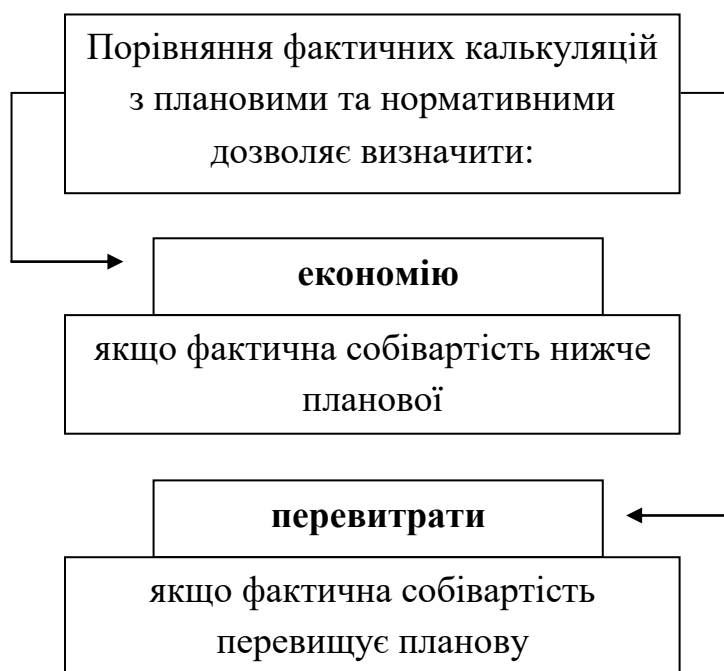 Порівняння фактичних калькуляцій
з плановими та нормативними
дозволяє визначити:
економію
якщо фактична собівартість нижче
планової
перевитрати
якщо фактична собівартість
перевищує планову